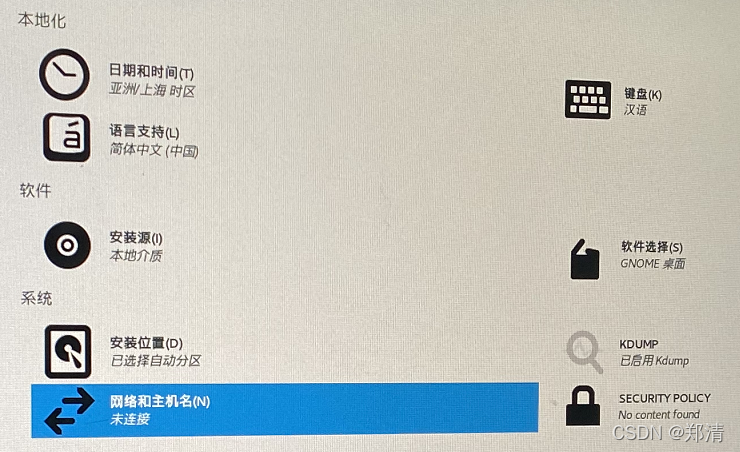 本地化
日期和时间(T)
亚洲/上海 时区
键盘(K)
汉语
语言支持(L)
简体中文 (中国)
软件
安装源(I)
本地介质
软件选择(S)
GNOME 桌面
系统
安装位置(D)
已选择自动分区
KDUMP
已启用 Kdump
网络和主机名(N)
未连接
SECURITY POLICY
No content found
CSDN @郑清